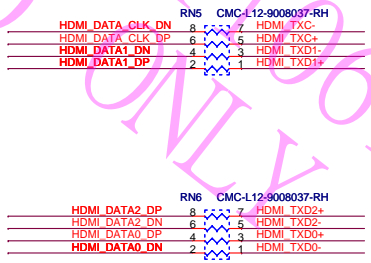 RN5 CMC-L12-9008037-RH
HDMI_DATA_CLK_DN 8 7 HDMI_TXC-
HDMI_DATA_CLK_DP 6 5 HDMI_TXC+
HDMI_DATA1_DN 4 3 HDMI_TXD1-
HDMI_DATA1_DP 2 1 HDMI_TXD1+
ONLY
RN6 CMC-L12-9008037-RH
HDMI_DATA2_DP 8 7 HDMI_TXD2+
HDMI_DATA2_DN 6 5 HDMI_TXD2-
HDMI_DATA0_DP 4 3 HDMI_TXD0+
HDMI_DATA0_DN 2 1 HDMI_TXD0-